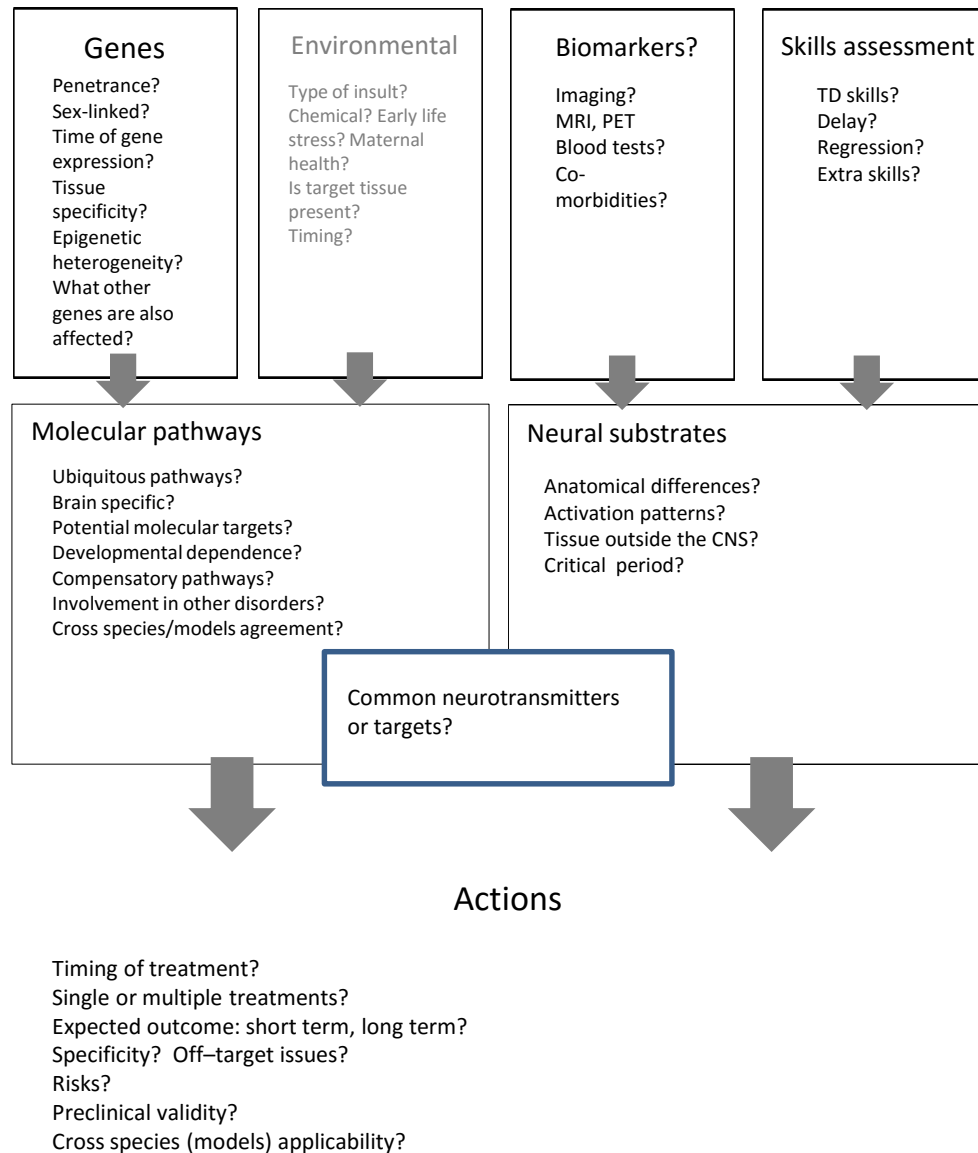 Genes
Penetrance?
Sex-linked?
Time of gene
expression?
Tissue
specificity?
Epigenetic
heterogeneity?
What other
genes are also
affected?
Environmental
Type of insult?
Chemical? Early life
stress? Maternal
health?
Is target tissue
present?
Timing?
Biomarkers?
Imaging?
MRI, PET
Blood tests?
Co-
morbidities?
Skills assessment
TD skills?
Delay?
Regression?
Extra skills?
Molecular pathways
Ubiquitous pathways?
Brain specific?
Potential molecular targets?
Developmental dependence?
Compensatory pathways?
Involvement in other disorders?
Cross species/models agreement?
Neural substrates
Anatomical differences?
Activation patterns?
Tissue outside the CNS?
Critical period?
Common neurotransmitters
or targets?
Actions
Timing of treatment?
Single or multiple treatments?
Expected outcome: short term, long term?
Specificity? Off–target issues?
Risks?
Preclinical validity?
Cross species (models) applicability?